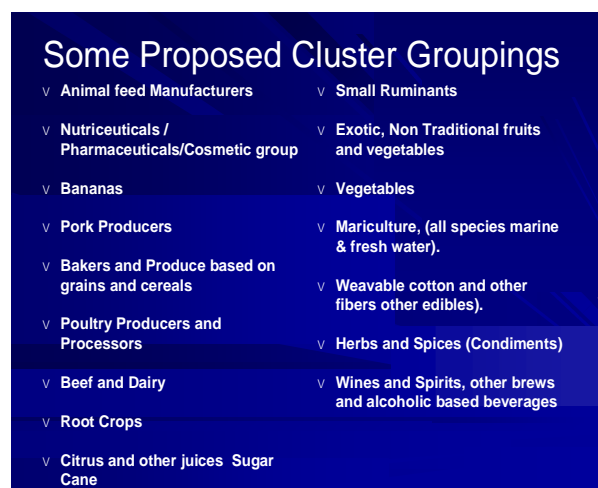 Some Proposed Cluster Groupings
v Animal feed Manufacturers
v Nutriceuticals /
Pharmaceuticals/Cosmetic group
v Bananas
v Pork Producers
v Bakers and Produce based on
grains and cereals
v Poultry Producers and
Processors
v Beef and Dairy
v Root Crops
v Citrus and other juices  Sugar
Cane
v Small Ruminants
v Exotic, Non Traditional fruits
and vegetables
v Vegetables
v Mariculture, (all species marine
& fresh water).
v Weavable cotton and other
fibers other edibles).
v Herbs and Spices (Condiments)
v Wines and Spirits, other brews
and alcoholic based beverages